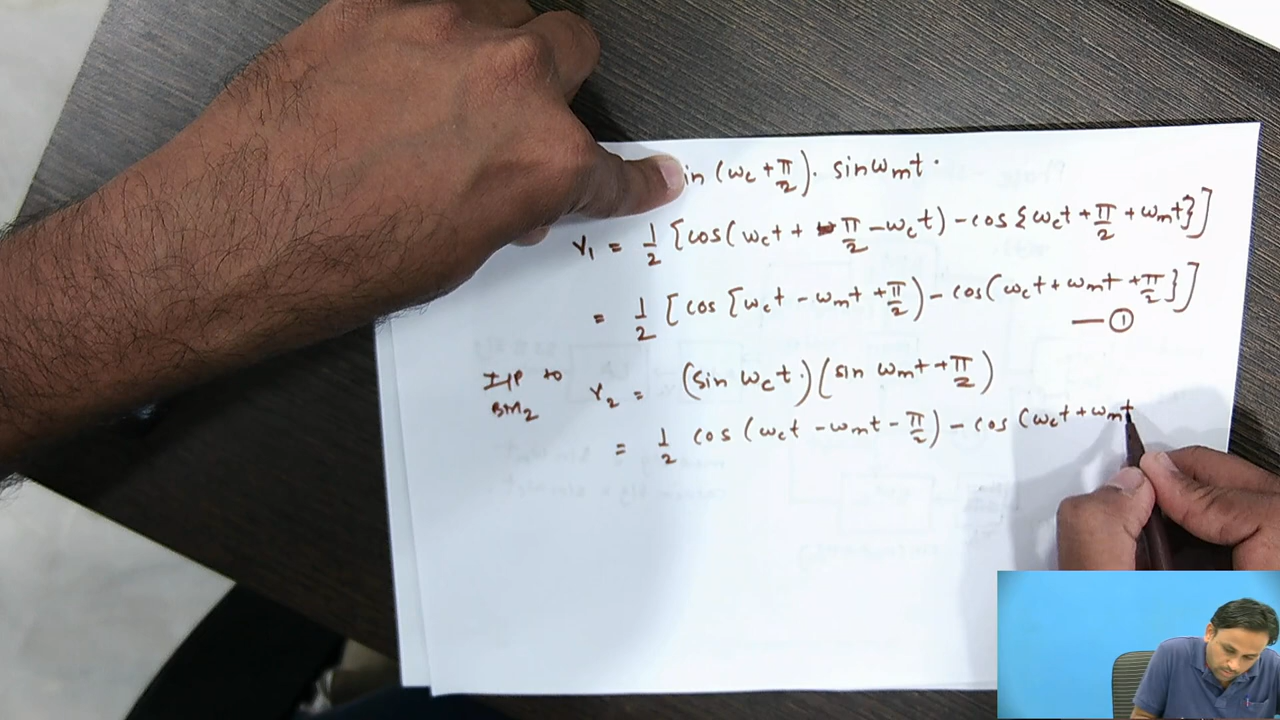 in (ωc + π/2). sinωmt.
Y1 = 1/2 [cos(ωct + π/2 - ωct) - cos{ωct + π/2 + ωmt}]
= 1/2 [cos [ωct - ωmt + π/2) - cos(ωct + ωmt + π/2}]
— ①
I/P to BM2 Y2 = (sin ωct.)(sin ωmt + π/2)
= 1/2 cos (ωct - ωmt - π/2) - cos (ωct + ωmt